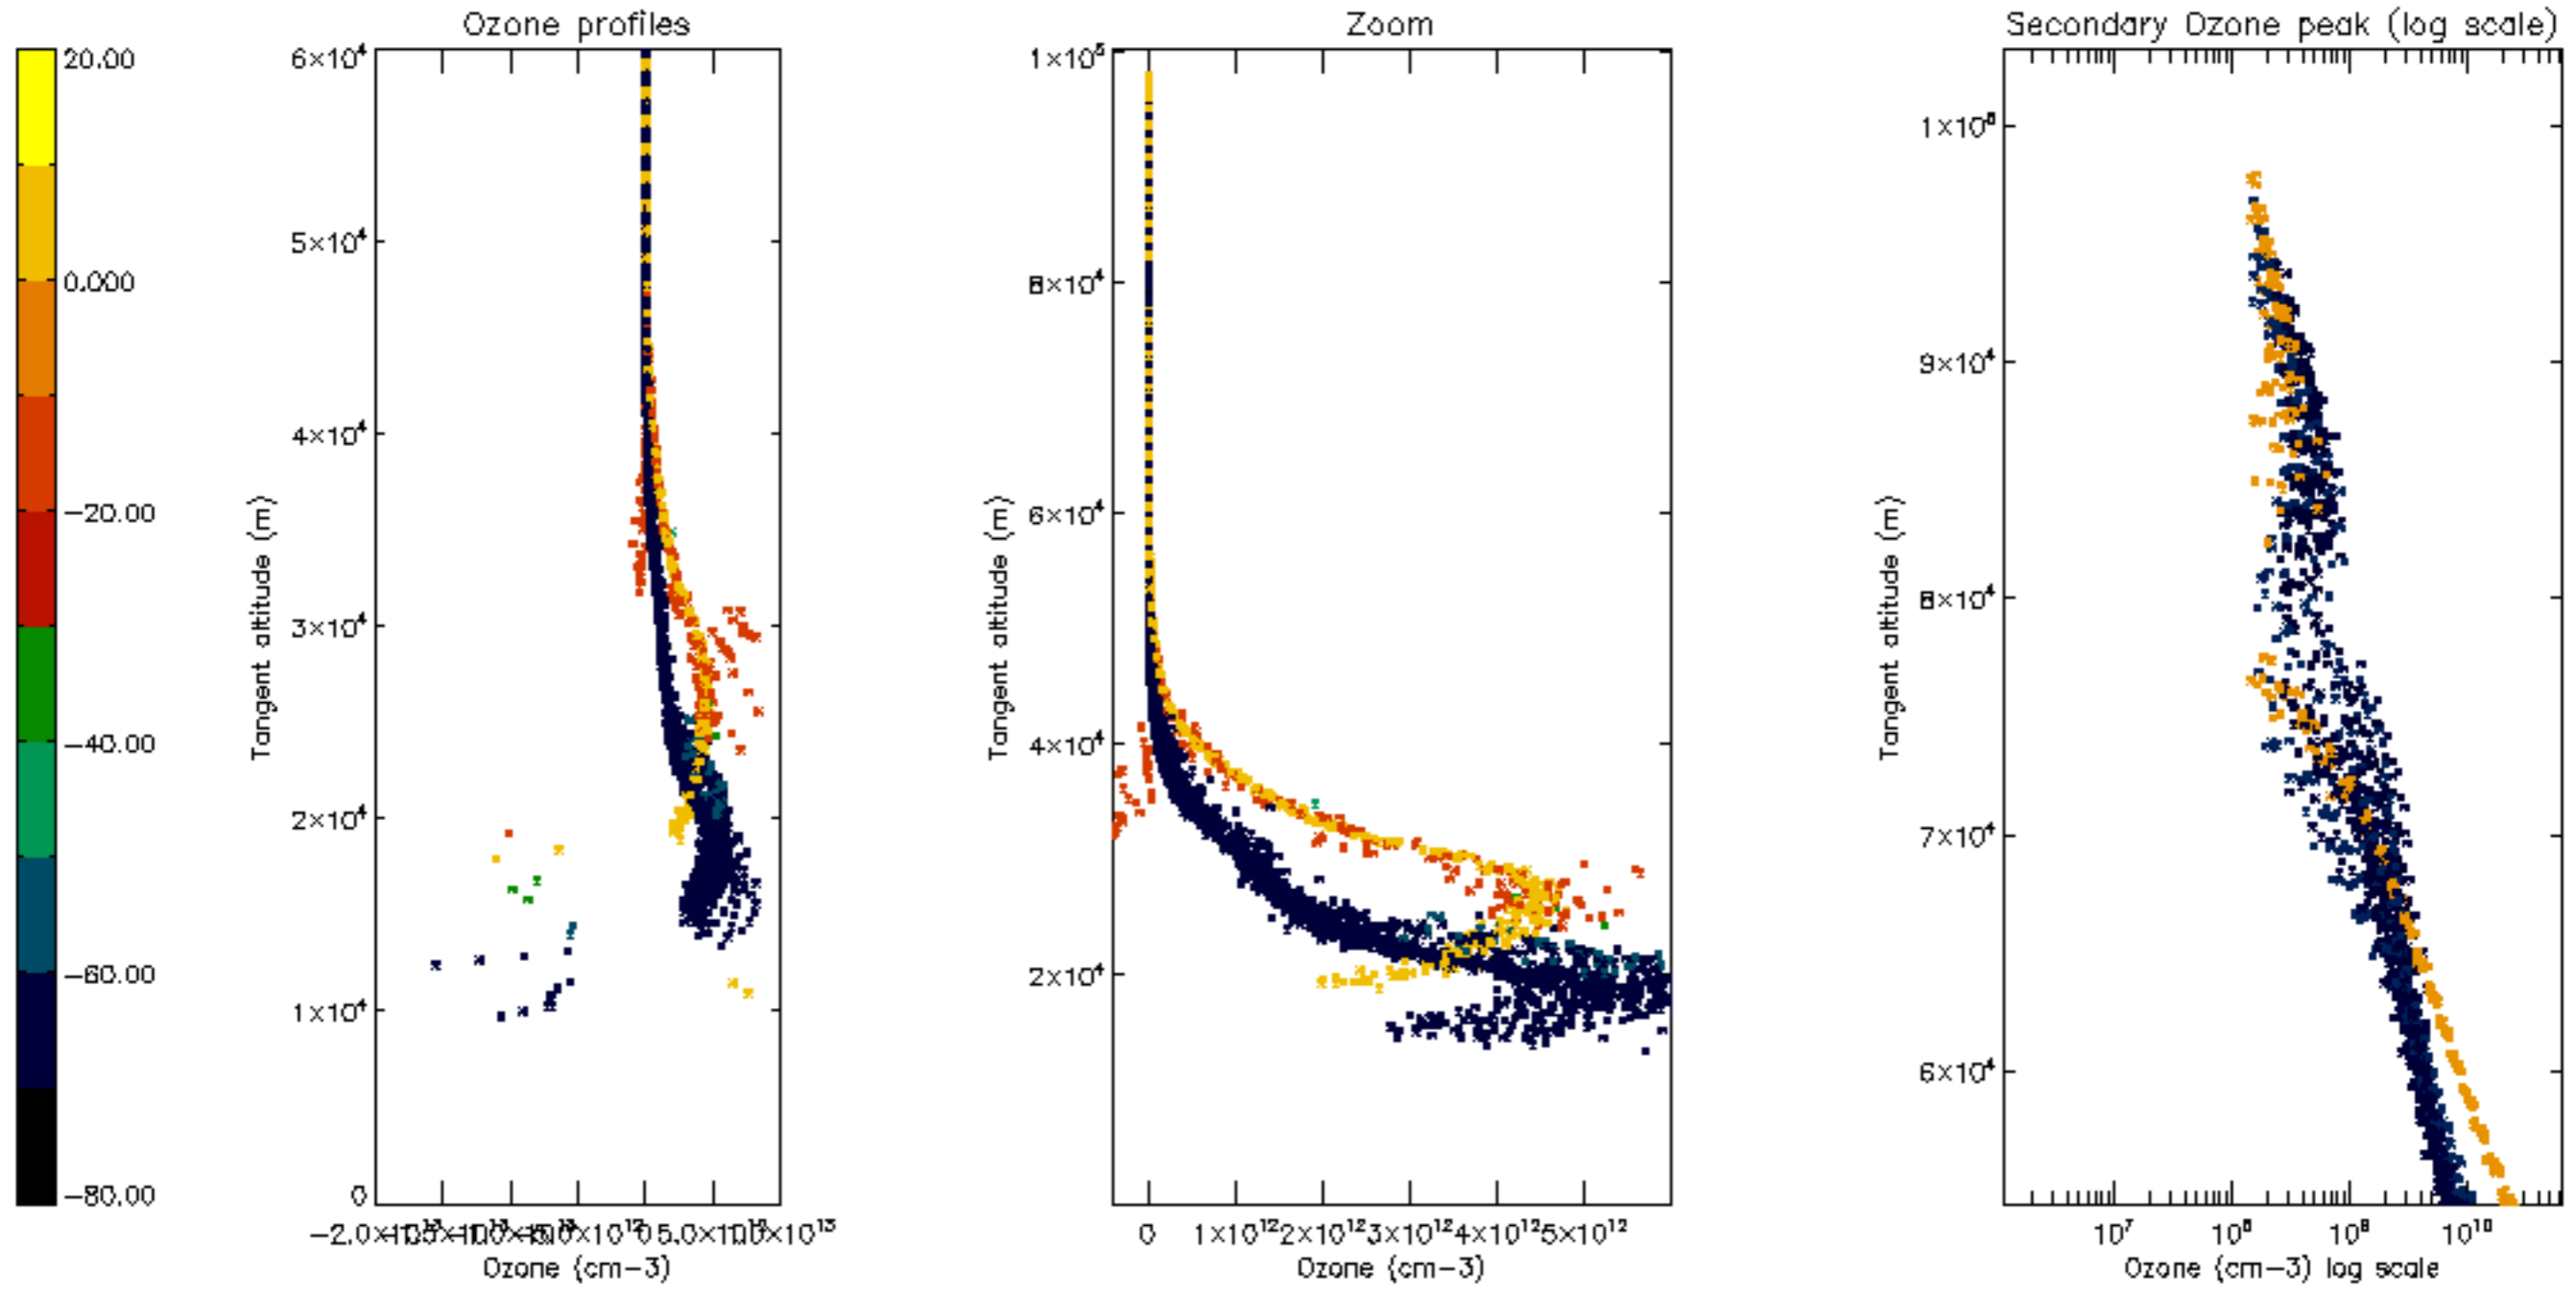 Ozone profiles
Zoom
Secondary Ozone peak (log scale)
20.00
0.000
−20.00
−40.00
−60.00
−80.00
6×10⁴
5×10⁴
4×10⁴
3×10⁴
2×10⁴
1×10⁴
0
Tangent altitude (m)
Ozone (cm−3)
1×10⁵
8×10⁴
6×10⁴
4×10⁴
2×10⁴
Tangent altitude (m)
0 1×10¹² 2×10¹² 3×10¹² 4×10¹² 5×10¹²
Ozone (cm−3)
1×10⁵
9×10⁴
8×10⁴
7×10⁴
6×10⁴
Tangent altitude (m)
10⁷ 10⁸ 10⁹ 10¹⁰
Ozone (cm−3) log scale